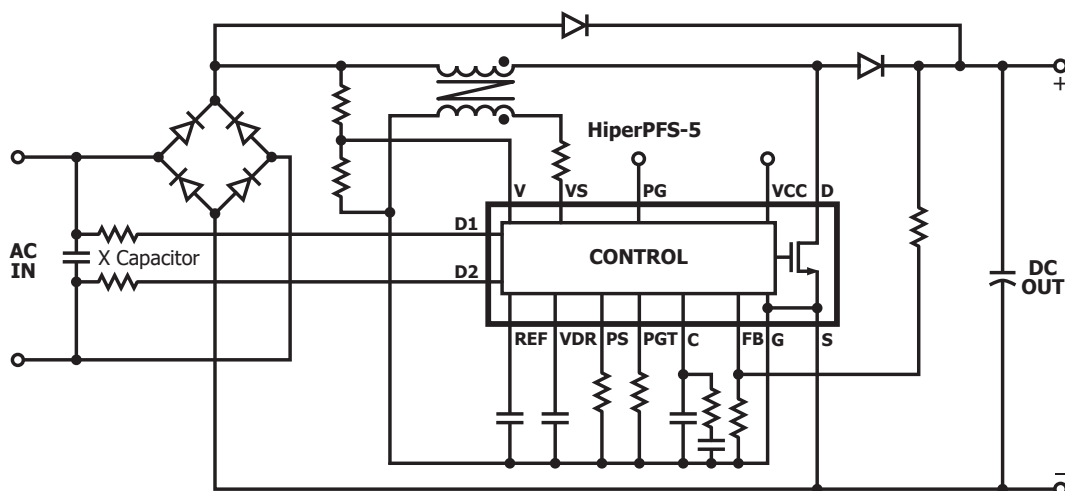 HiperPFS-5
+
V
VS
PG
VCC
D
D1
CONTROL
AC
IN
X Capacitor
D2
DC
OUT
REF
VDR
PS
PGT
C
FB
G
S
−